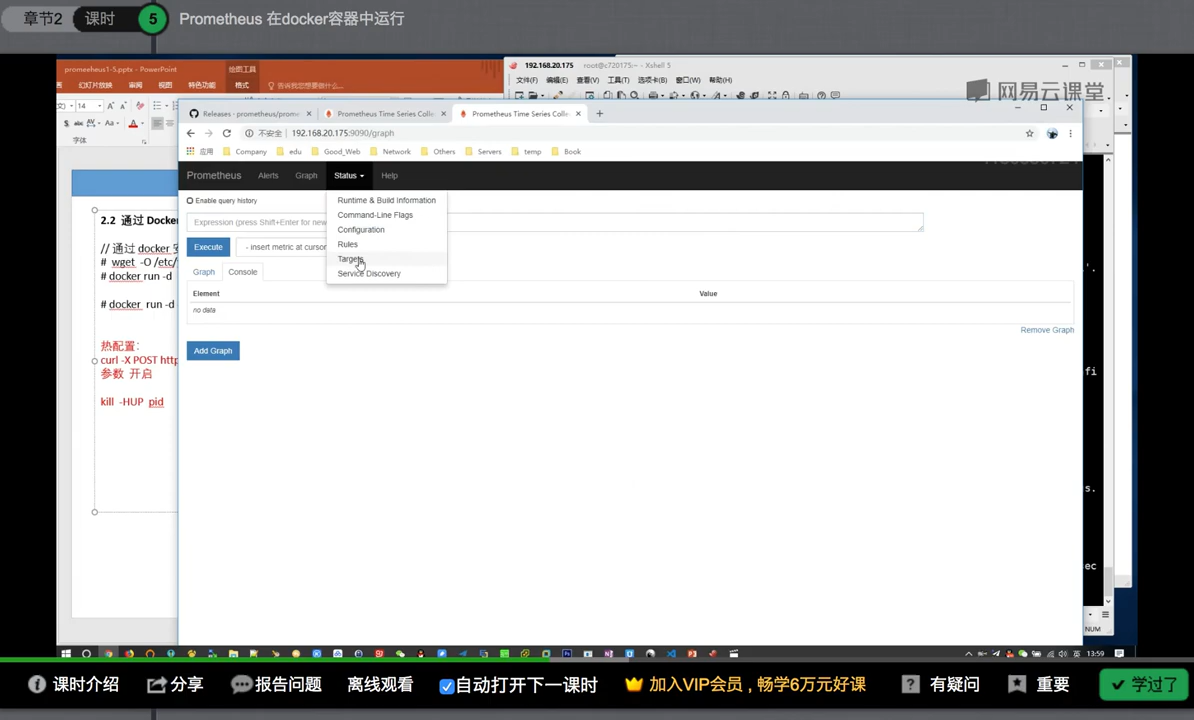 章节2 课时 5 Prometheus 在docker容器中运行
promeeheus1-5.pptx - PowerPoint
绘图工具
幻灯片放映 审阅 视图 特色功能 格式 告诉我您想要做什么...
14
字体
192.168.20.175 root@c720175:~ - Xshell 5
文件(F) 编辑(E) 查看(V) 工具(T) 选项卡(B) 窗口(W) 帮助(H)
网易云课堂
Releases · prometheus/prome
Prometheus Time Series Colle
Prometheus Time Series Colle
不安全 192.168.20.175:9090/graph
应用 Company edu Good_Web Network Others Servers temp Book
Prometheus Alerts Graph Status Help
Enable query history
Expression (press Shift+Enter for new
Execute - insert metric at cursor
Graph Console
Runtime & Build Information
Command-Line Flags
Configuration
Rules
Targets
Service Discovery
Element Value
no data
Remove Graph
Add Graph
2.2 通过 Docker
// 通过 docker
# wget -O /etc/
# docker run -d
# docker run -d
热配置:
curl -X POST http
参数 开启
kill -HUP pid
fi
s.
ec
NUM
英 13:59
课时介绍 分享 报告问题 离线观看 自动打开下一课时 加入VIP会员,畅学6万元好课 ? 有疑问 重要 学过了